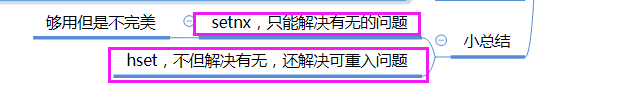 够用但是不完美
setnx，只能解决有无的问题
小总结
hset，不但解决有无，还解决可重入问题